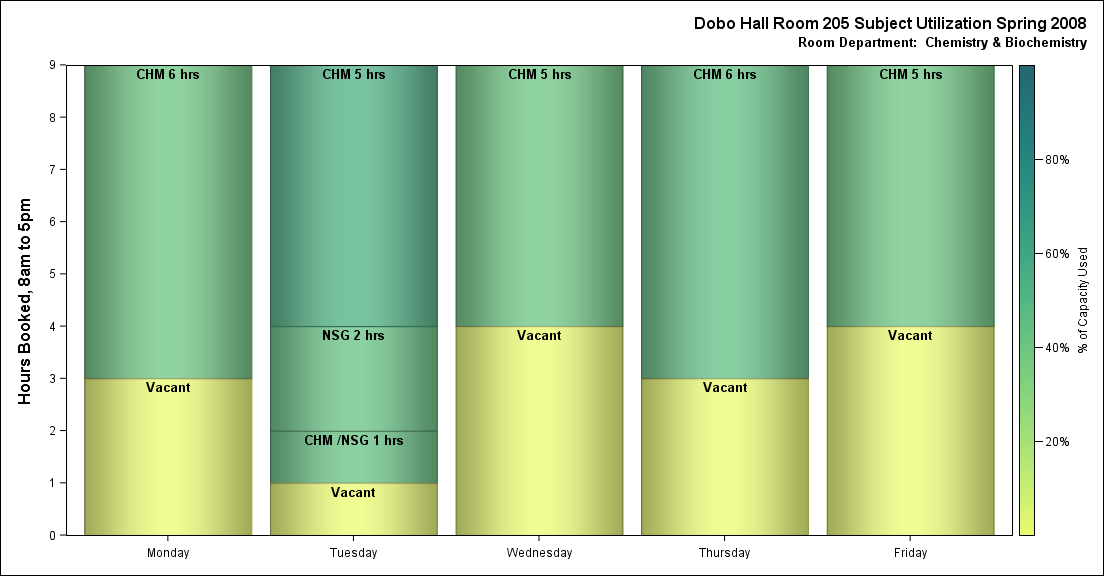 Dobo Hall Room 205 Subject Utilization Spring 2008
Room Department:  Chemistry & Biochemistry
Hours Booked, 8am to 5pm
9
8
7
6
5
4
3
2
1
0
CHM 6 hrs
Vacant
CHM 5 hrs
NSG 2 hrs
CHM /NSG 1 hrs
Vacant
CHM 5 hrs
Vacant
CHM 6 hrs
Vacant
CHM 5 hrs
Vacant
Monday
Tuesday
Wednesday
Thursday
Friday
80%
60%
40%
20%
% of Capacity Used